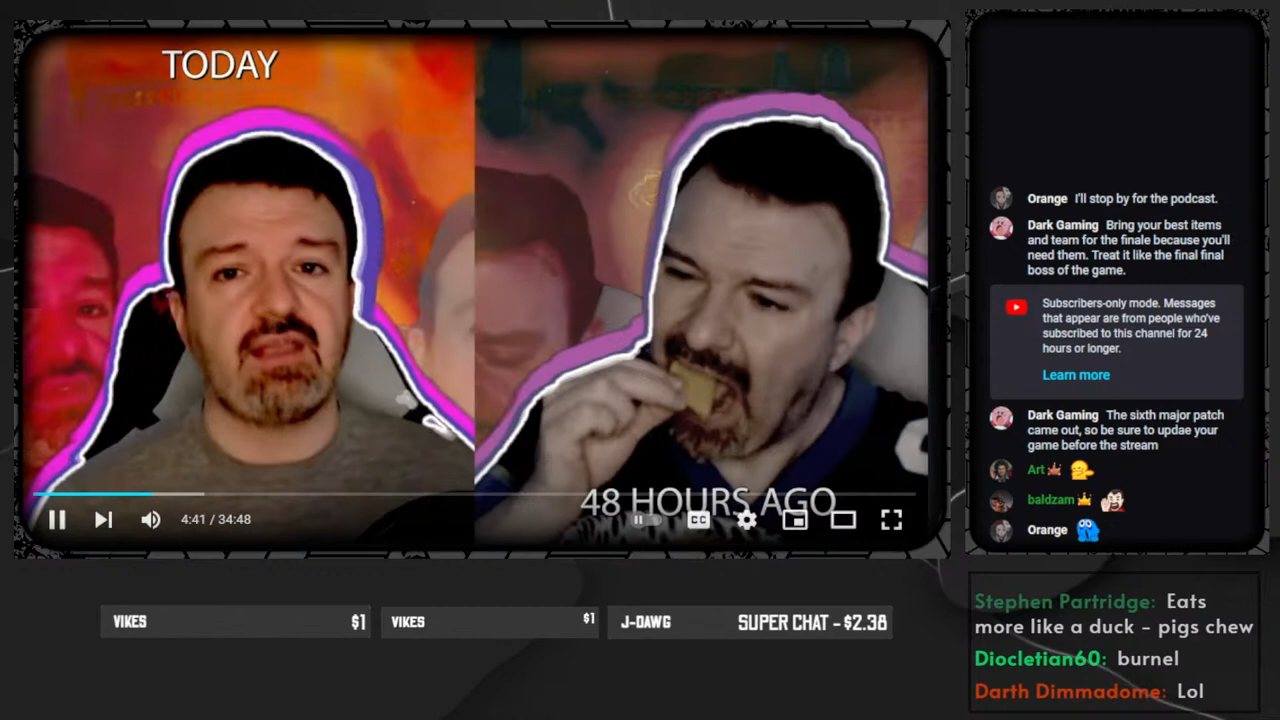 TODAY
48 HOURS AGO
4:41 / 34:48
CC
VIKES $1
VIKES $1
J-DAWG SUPER CHAT - $2.38
Orange I'll stop by for the podcast.
Dark Gaming Bring your best items
and team for the finale because you'll
need them. Treat it like the final final
boss of the game.
Subscribers-only mode. Messages
that appear are from people who've
subscribed to this channel for 24
hours or longer.
Learn more
Dark Gaming The sixth major patch
came out, so be sure to updae your
game before the stream
Art
baldzam
Orange
Stephen Partridge: Eats
more like a duck - pigs chew
Diocletian60: burnel
Darth Dimmadome: Lol